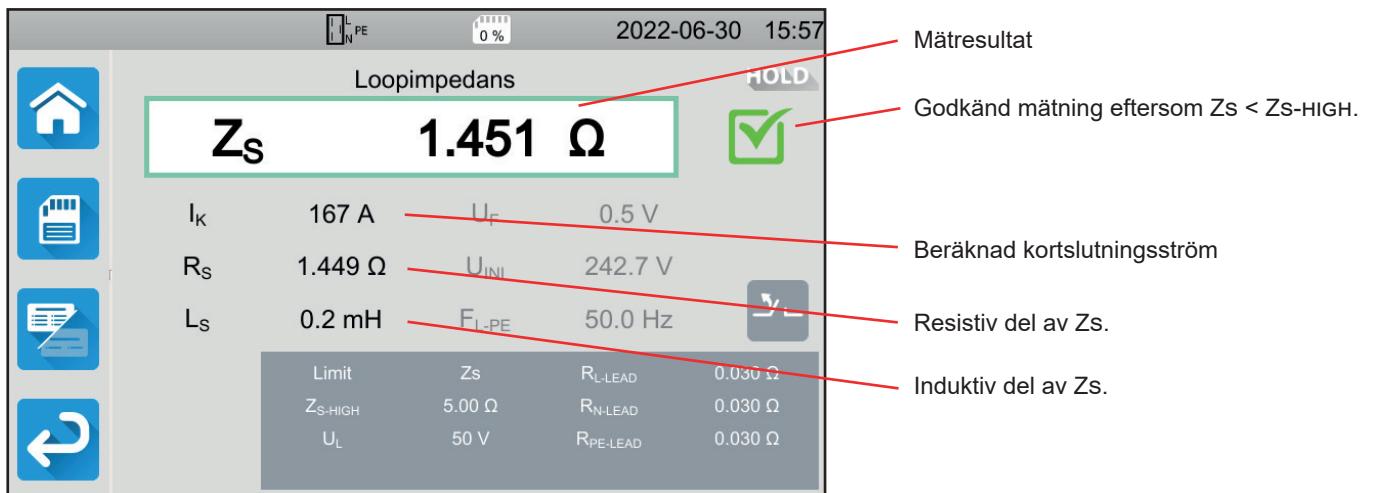 L
N PE
0 %
2022-06-30 15:57
Loopimpedans
HOLD
ZS 1.451 Ω
IK 167 A UF 0.5 V
RS 1.449 Ω UINI 242.7 V
LS 0.2 mH FL-PE 50.0 Hz
Limit Zs RL-LEAD 0.030 Ω
ZS-HIGH 5.00 Ω RN-LEAD 0.030 Ω
UL 50 V RPE-LEAD 0.030 Ω
Mätresultat
Godkänd mätning eftersom Zs < Zs-HIGH.
Beräknad kortslutningsström
Resistiv del av Zs.
Induktiv del av Zs.